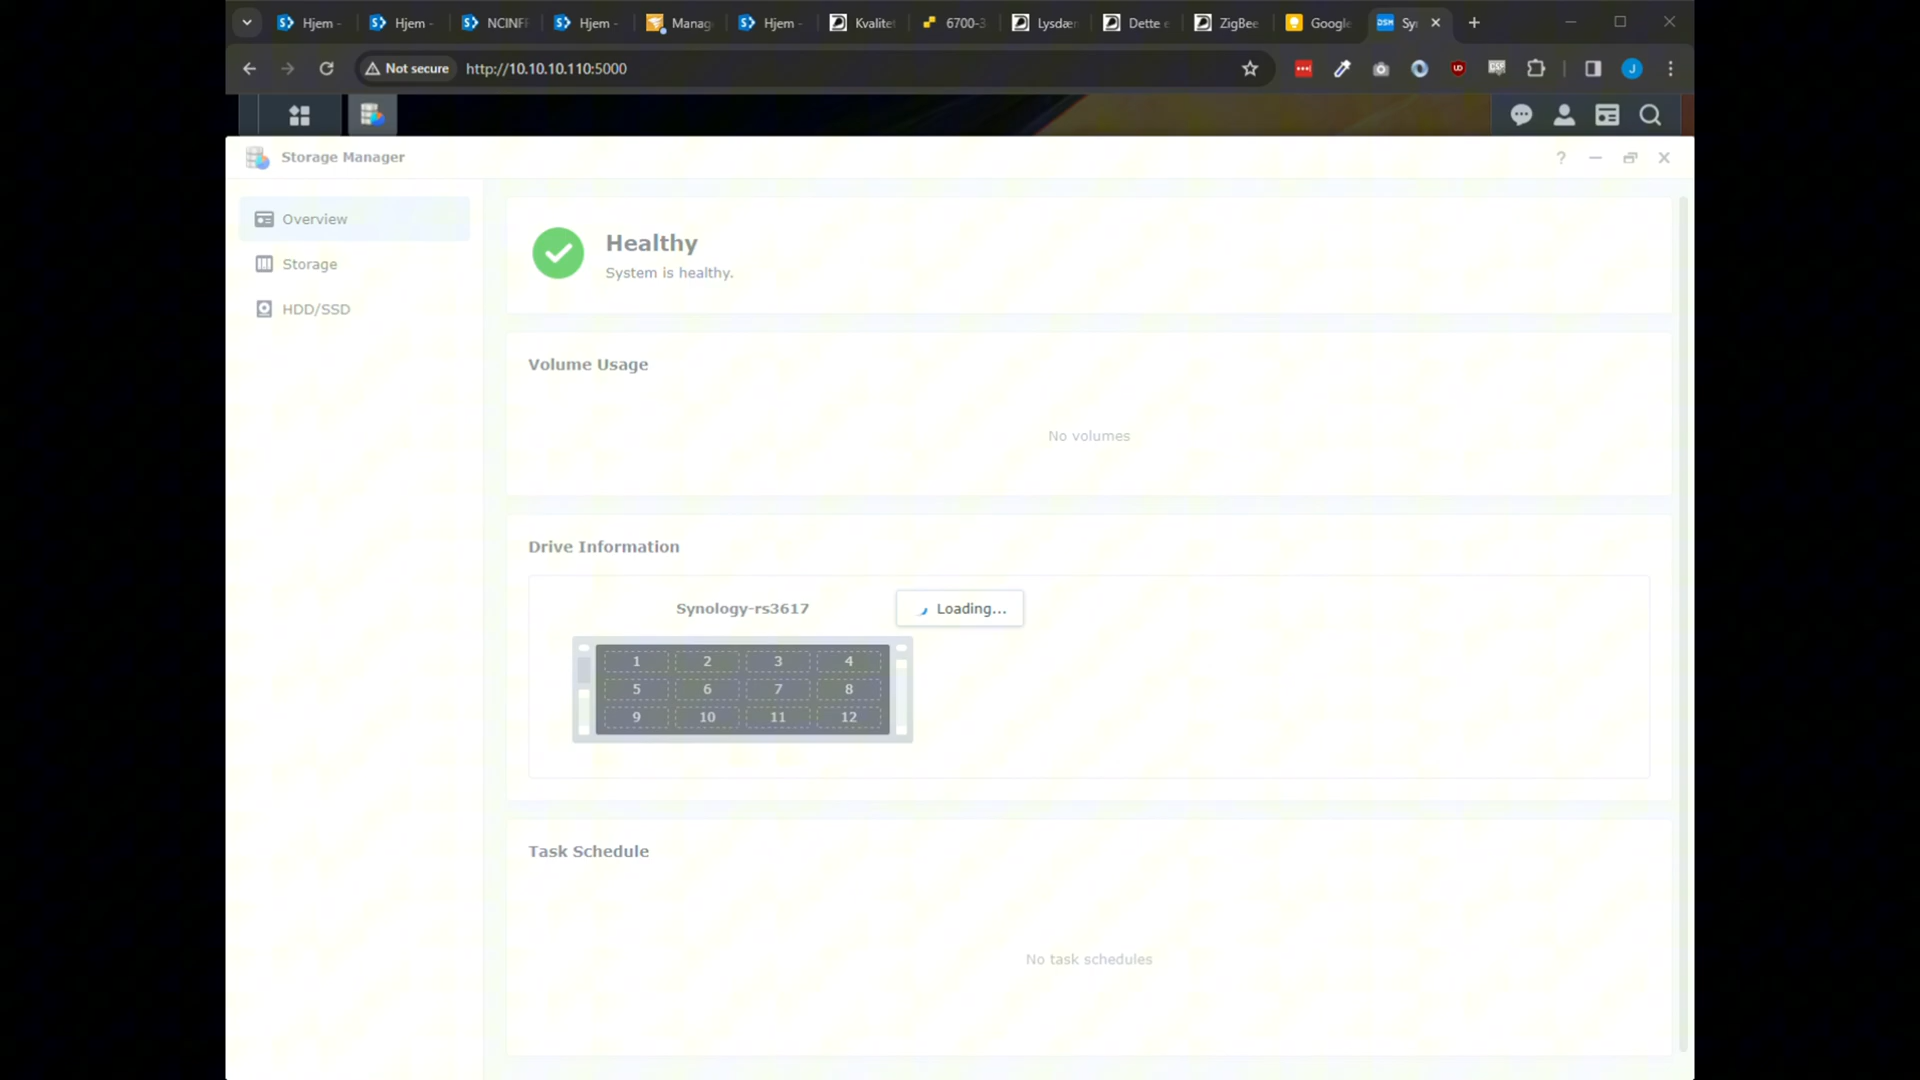 Hjem - Hjem - NCINF Hjem - Manag Hjem - Kvalitet 6700-3 Lysdær Dette e ZigBee Google Sy
Not secure http://10.10.10.110:5000
Storage Manager
Overview
Storage
HDD/SSD
Healthy
System is healthy.
Volume Usage
No volumes
Drive Information
Synology-rs3617
Loading...
1 2 3 4
5 6 7 8
9 10 11 12
Task Schedule
No task schedules